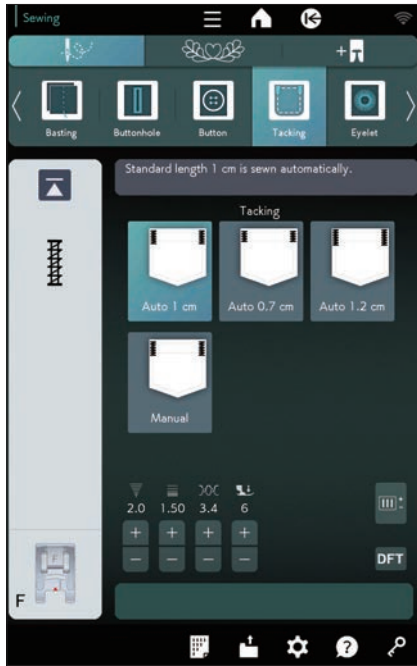 Sewing
Basting
Buttonhole
Button
Tacking
Eyelet
Standard length 1 cm is sewn automatically.
Tacking
Auto 1 cm
Auto 0.7 cm
Auto 1.2 cm
Manual
2.0 1.50 3.4 6
+ + + +
− − − −
DFT
F